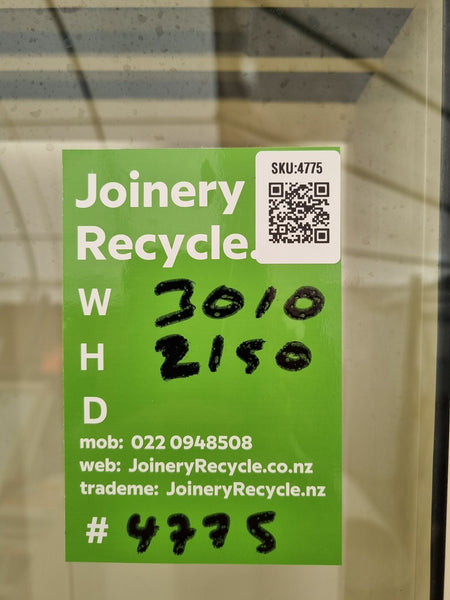 SKU:4775
Joinery
Recycle.
W 3010
H 2150
D
mob: 022 0948508
web: JoineryRecycle.co.nz
trademe: JoineryRecycle.nz
# 4775